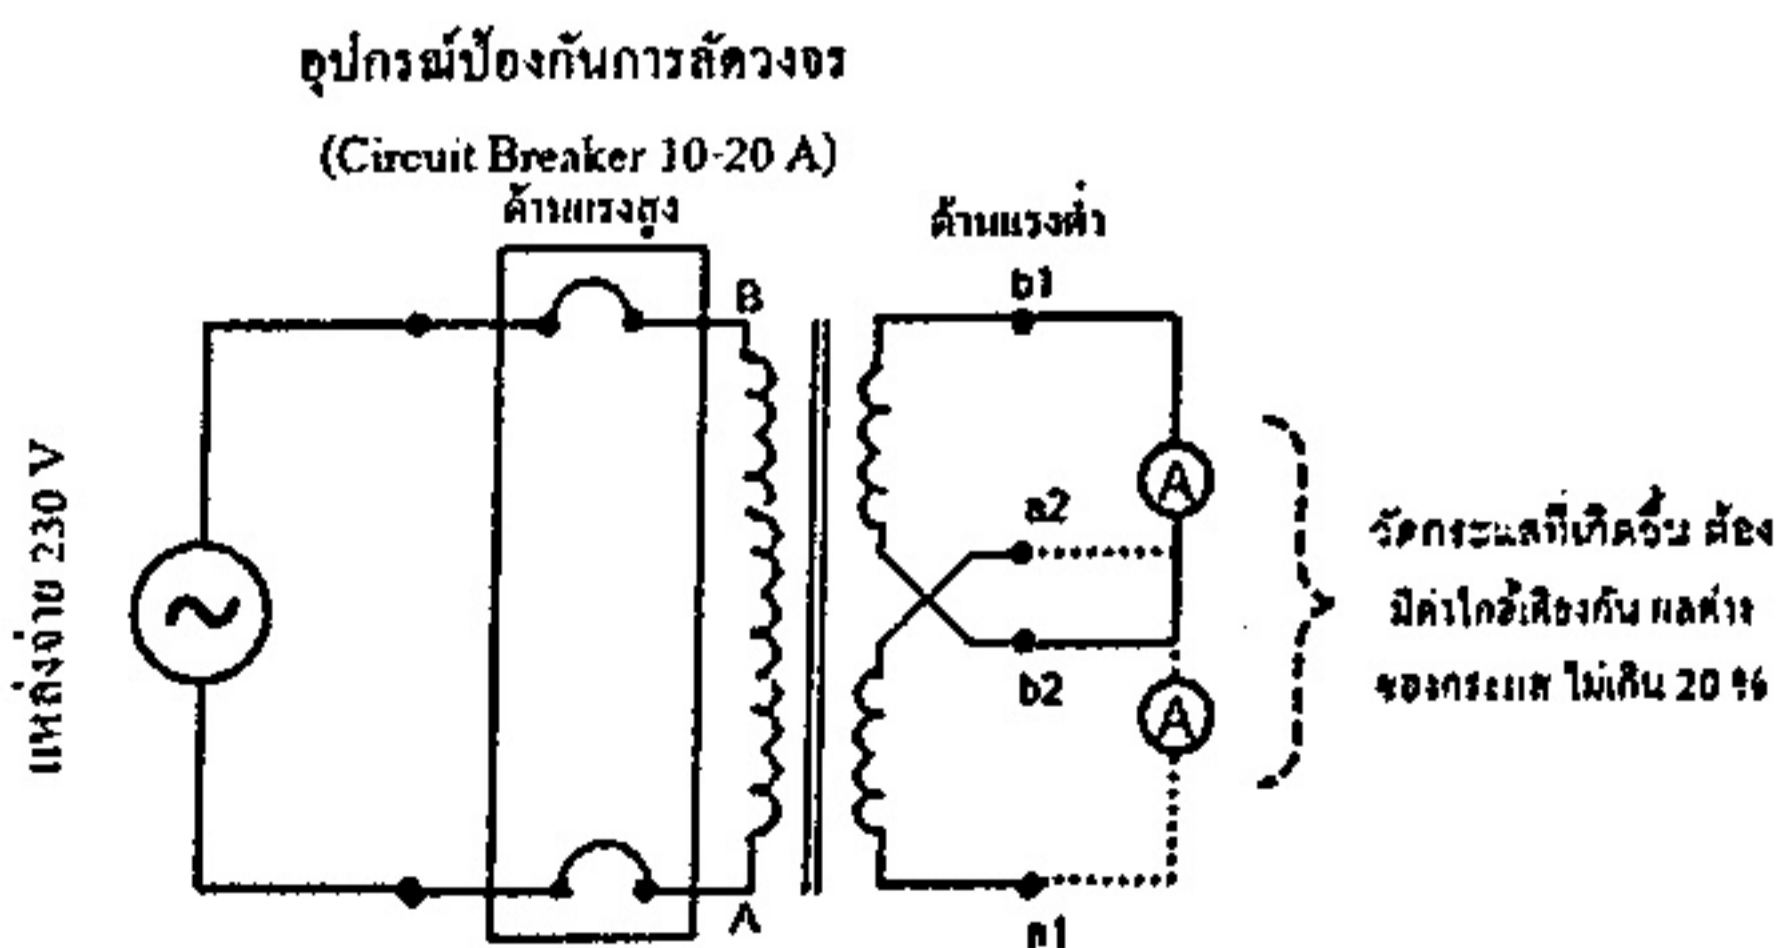 อุปกรณ์ป้องกันการลัดวงจร
(Circuit Breaker 10-20 A)
ด้านแรงสูง
ด้านแรงต่ำ
B
b1
A
a2
แหล่งจ่าย 230 V
วัดกระแสที่เกิดขึ้น ต้อง
มีค่าใกล้เคียงกัน ผลต่าง
ของกระแส ไม่เกิน 20 %
b2
A
A
a1